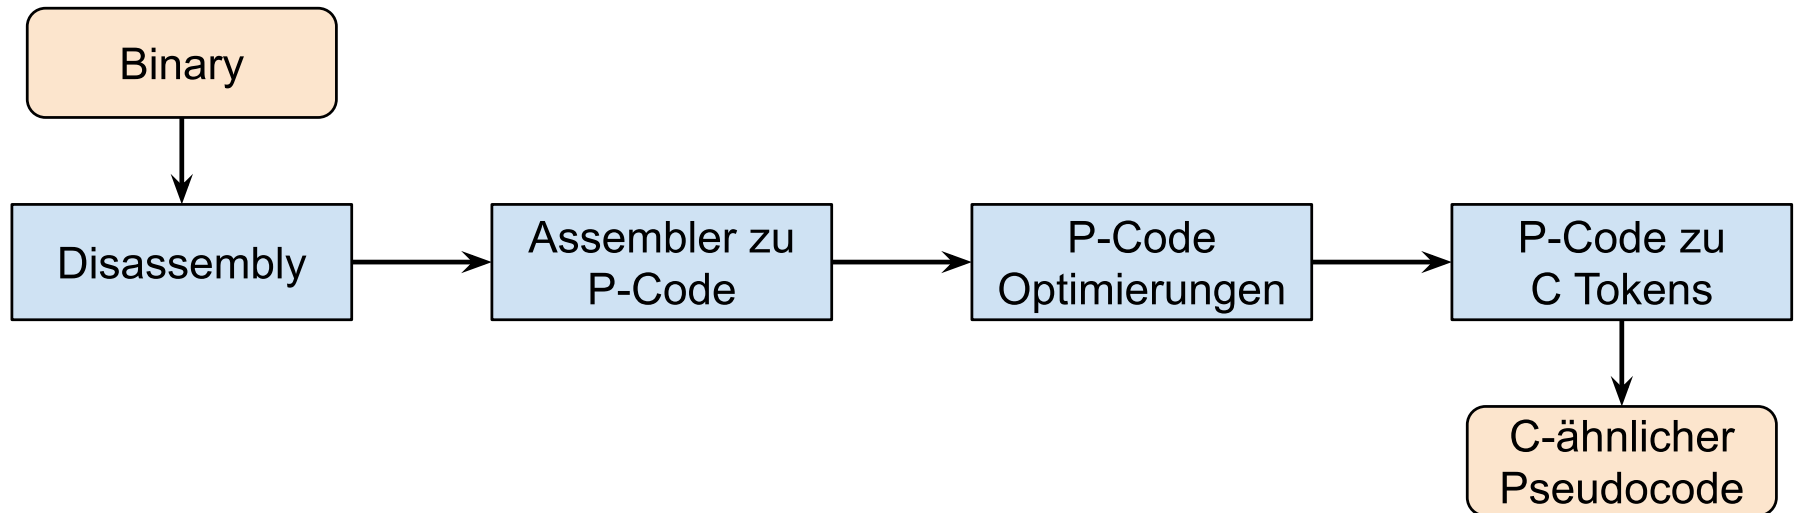 Binary
Disassembly
Assembler zu
P-Code
P-Code
Optimierungen
P-Code zu
C Tokens
C-ähnlicher
Pseudocode